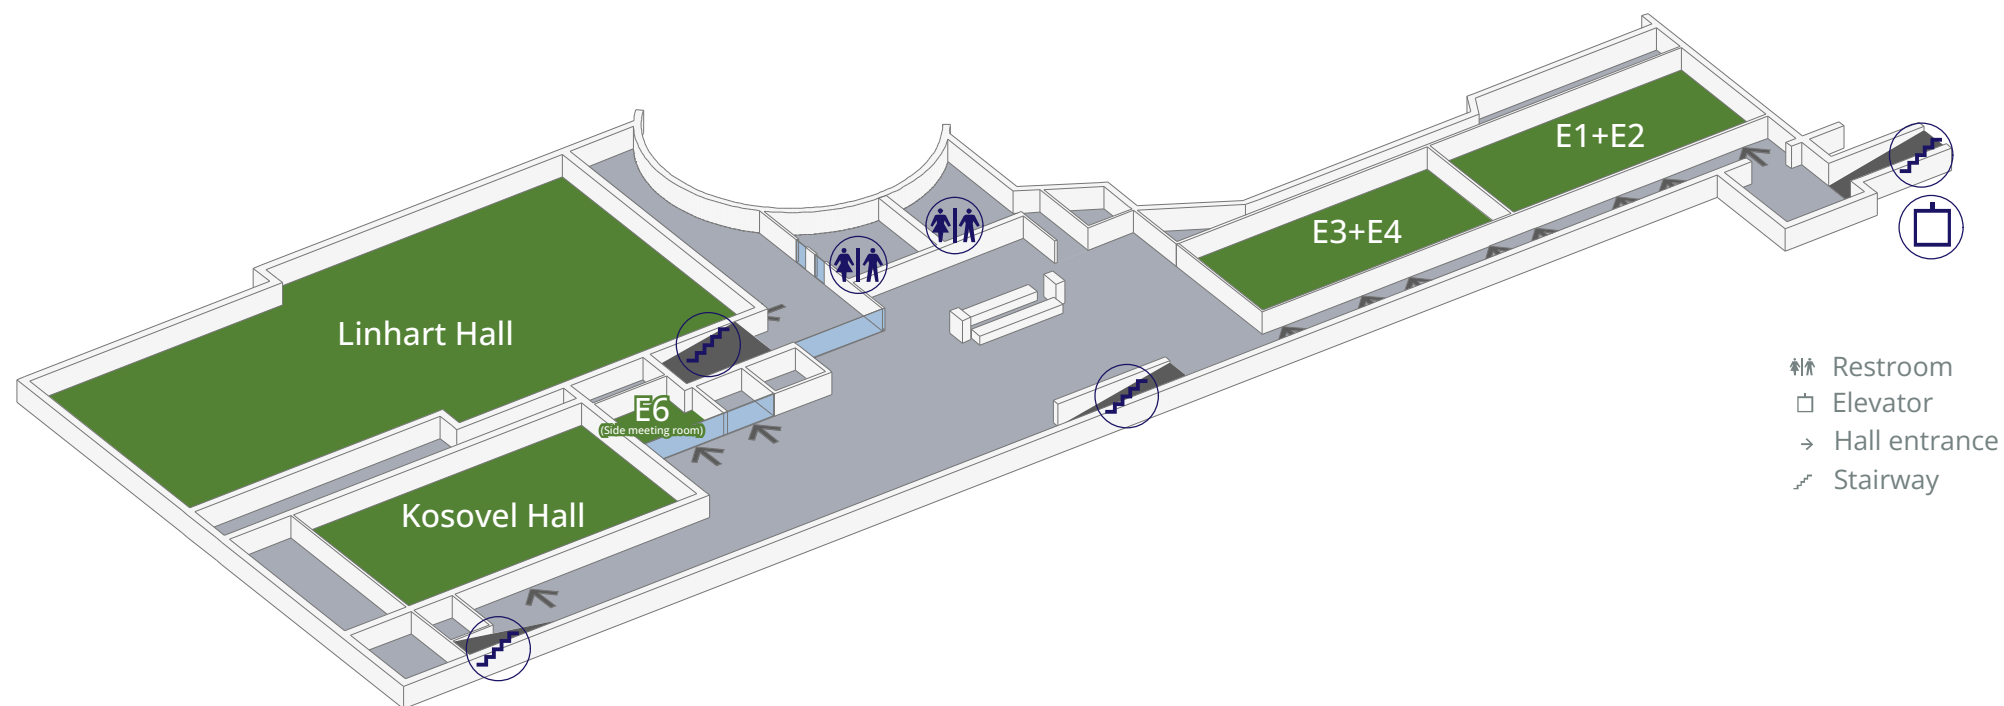 E1+E2
E3+E4
Linhart Hall
E6
(Side meeting room)
Kosovel Hall
Restroom
Elevator
Hall entrance
Stairway